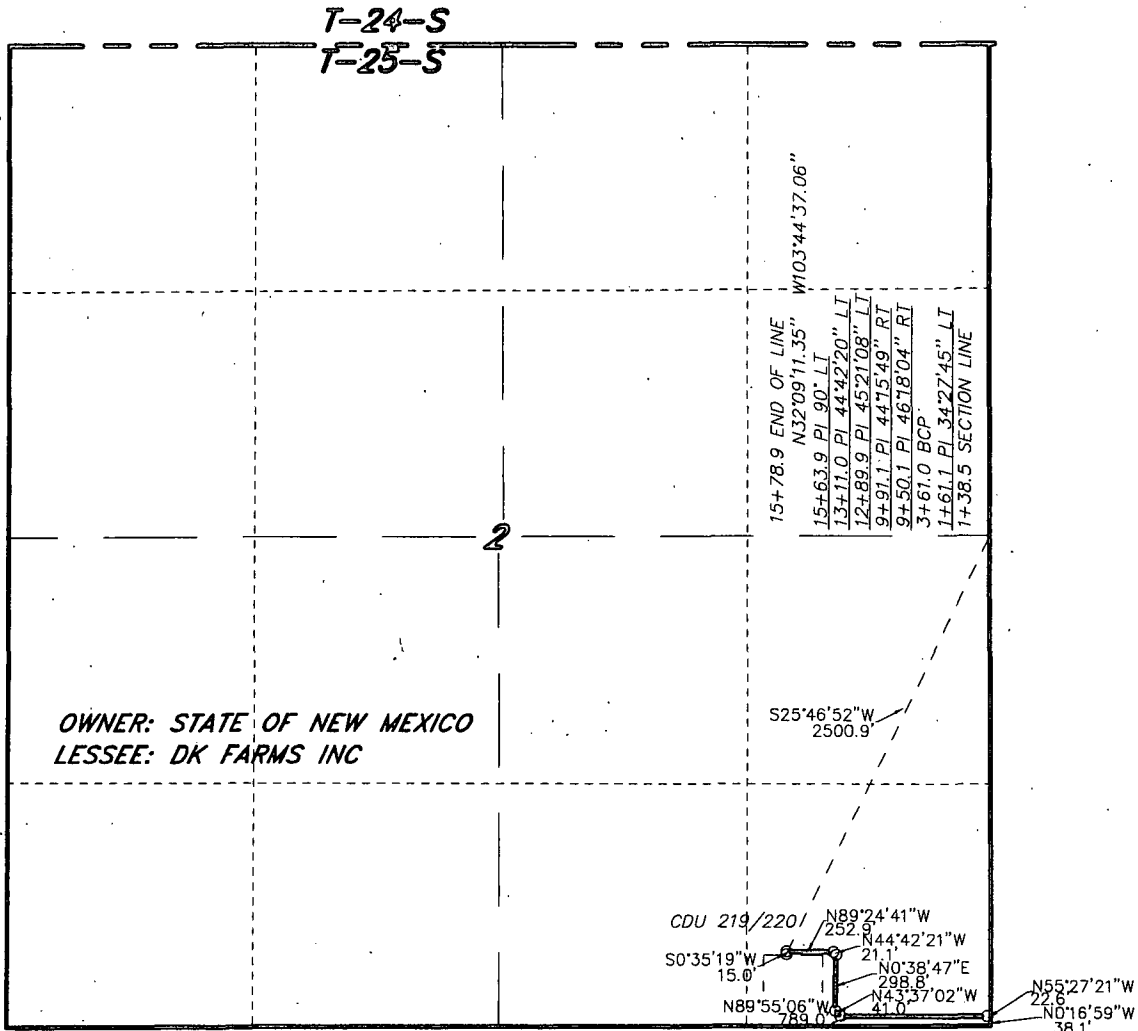 T-24-S
T-25-S
15+78.9 END OF LINE
N32°09'11.35" W103°44'37.06"
15+63.9 PI 90° LT
13+11.0 PI 44°42'20" LT
12+89.9 PI 45°21'08" LT
9+91.1 PI 44°15'49" RT
9+50.1 PI 46°18'04" RT
3+61.0 BCP
1+61.1 PI 34°27'45" LT
1+38.5 SECTION LINE
2
S25°46'52"W
2500.9'
OWNER: STATE OF NEW MEXICO
LESSEE: DK FARMS INC
CDU 219/220
N89°24'41"W
252.9'
N44°42'21"W
21.1'
S0°35'19"W
15.0'
N0°38'47"E
298.8'
N43°37'02"W
41.0'
N89°55'06"W
789.0'
N55°27'21"W
22.6'
N0°16'59"W
38.1'